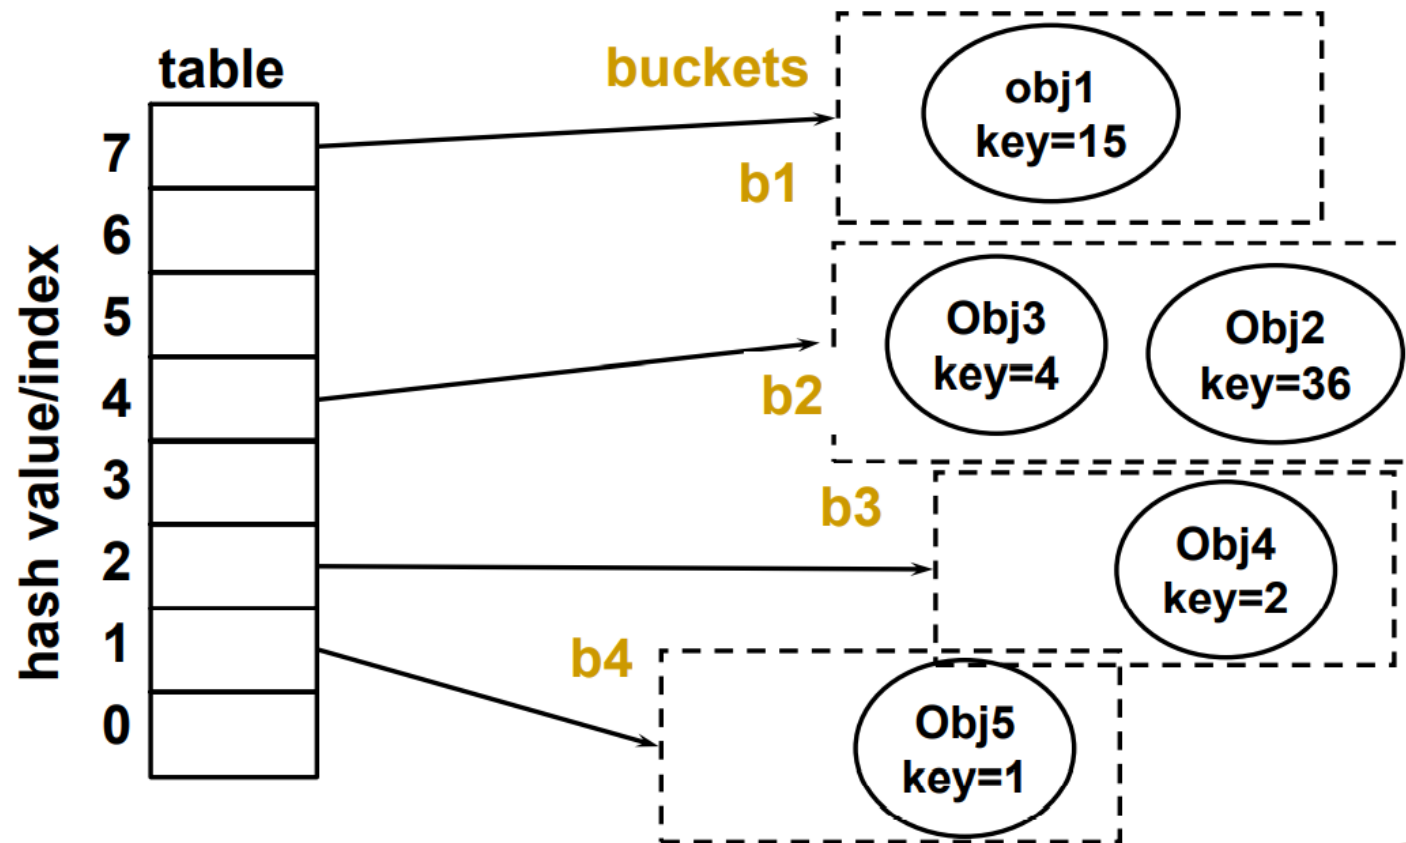 table
buckets
obj1
key=15
7
b1
6
hash value/index
5
Obj3
key=4
Obj2
key=36
4
b2
3
b3
2
Obj4
key=2
1
b4
0
Obj5
key=1